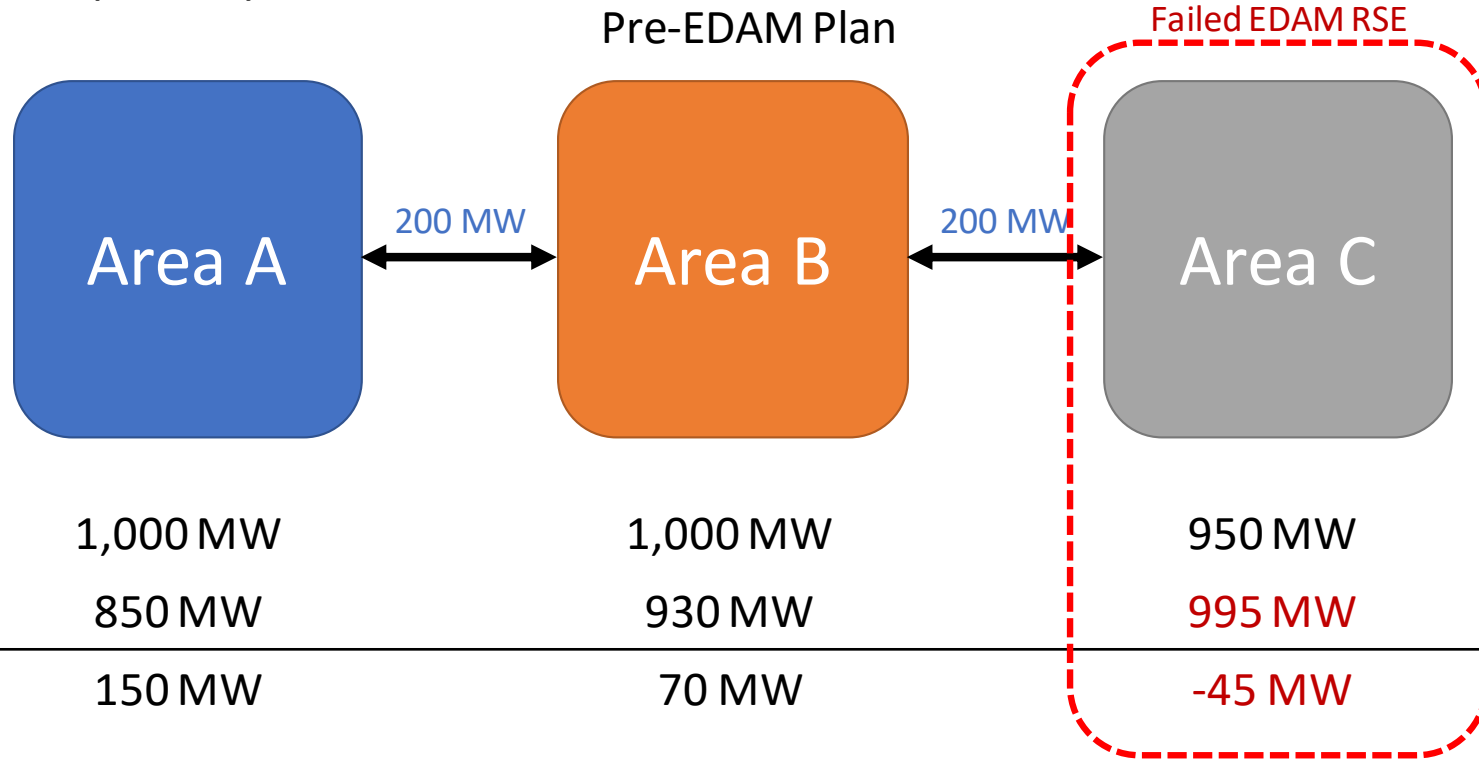 Pre-EDAM Plan
Failed EDAM RSE
200 MW
200 MW
Area A
Area B
Area C
1,000 MW
1,000 MW
950 MW
850 MW
930 MW
995 MW
150 MW
70 MW
-45 MW